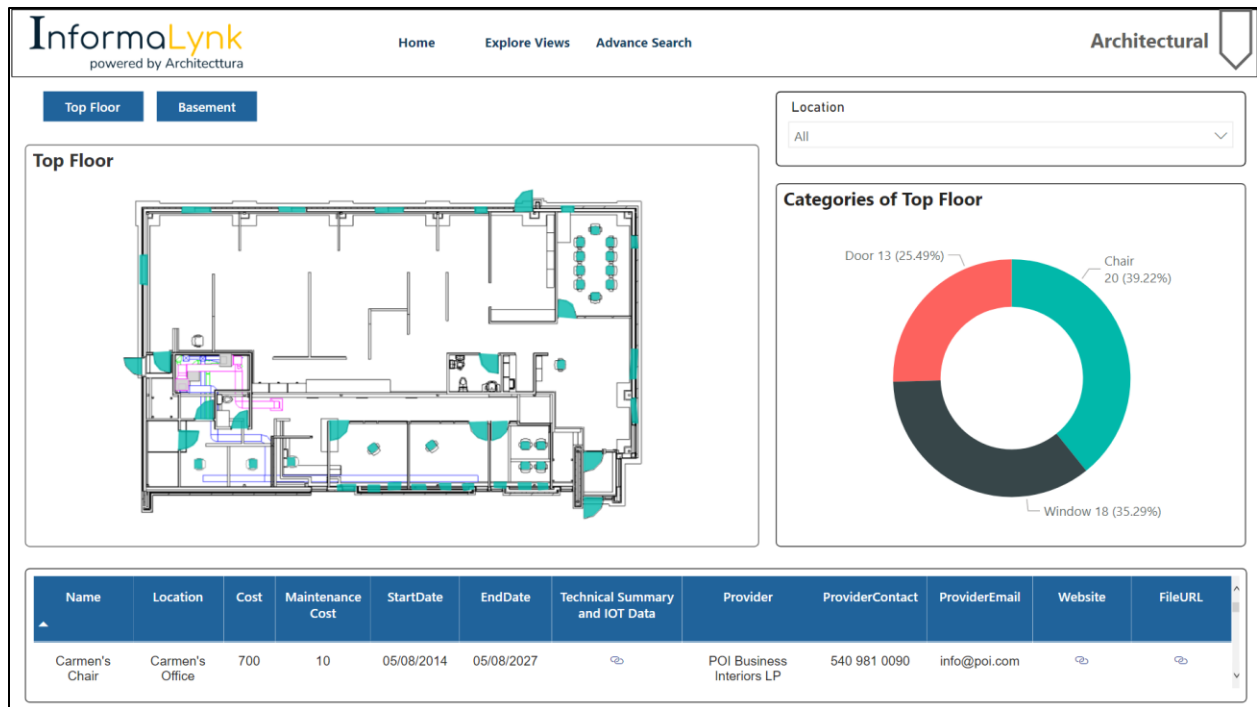 InformaLynk
powered by Architecttura
Home Explore Views Advance Search
Architectural
Top Floor Basement
Location
All
Top Floor
Categories of Top Floor
Door 13 (25.49%)
Chair
20 (39.22%)
Window 18 (35.29%)
Name Location Cost Maintenance Cost StartDate EndDate Technical Summary and IOT Data Provider ProviderContact ProviderEmail Website FileURL
Carmen's Chair Carmen's Office 700 10 05/08/2014 05/08/2027 POI Business Interiors LP 540 981 0090 info@poi.com